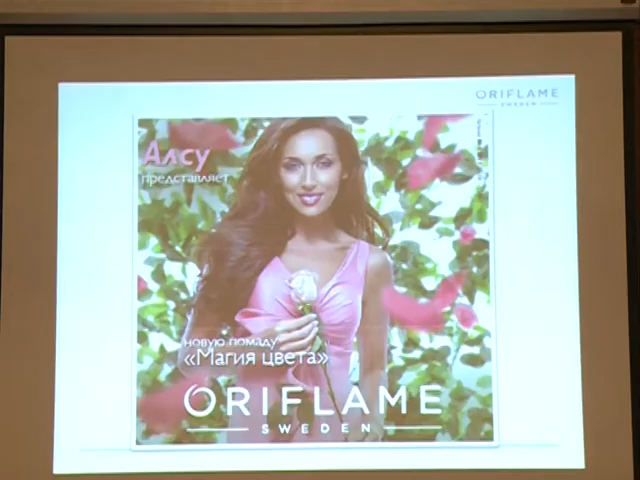 ORIFLAME
SWEDEN
Алсу
представляет
новую помаду
«Магия цвета»
ORIFLAME
SWEDEN